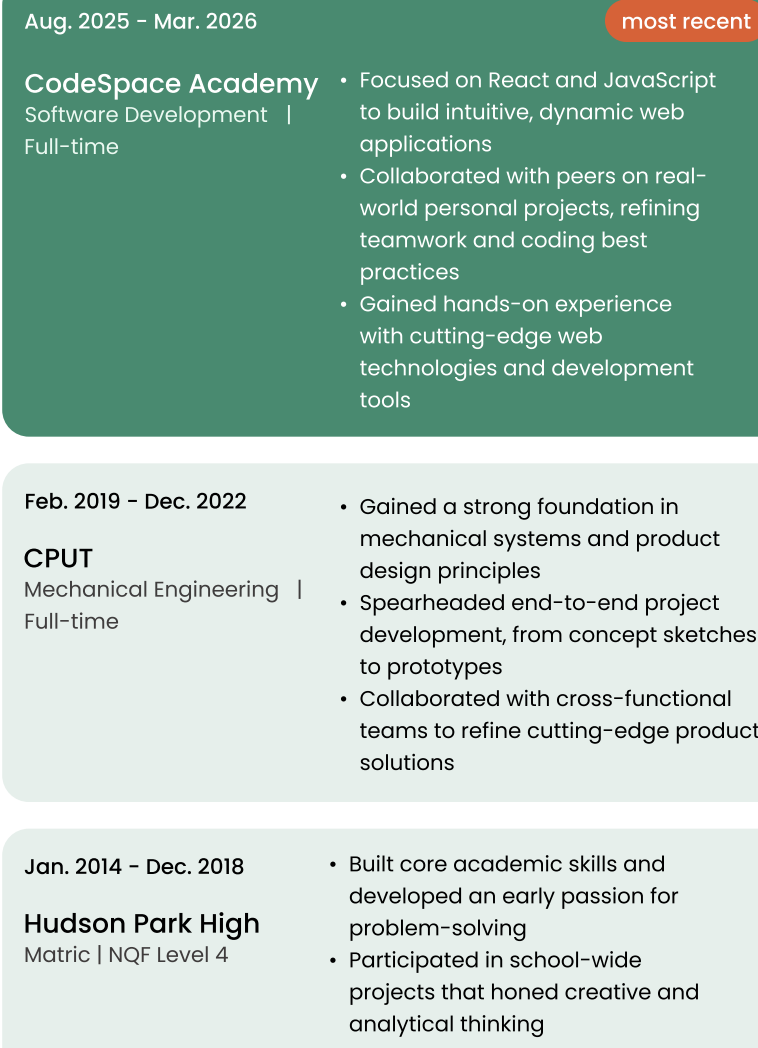 Aug. 2025 - Mar. 2026
most recent
CodeSpace Academy
Software Development |
Full-time
• Focused on React and JavaScript
to build intuitive, dynamic web
applications
• Collaborated with peers on real-
world personal projects, refining
teamwork and coding best
practices
• Gained hands-on experience
with cutting-edge web
technologies and development
tools
Feb. 2019 - Dec. 2022
CPUT
Mechanical Engineering |
Full-time
• Gained a strong foundation in
mechanical systems and product
design principles
• Spearheaded end-to-end project
development, from concept sketches
to prototypes
• Collaborated with cross-functional
teams to refine cutting-edge product
solutions
Jan. 2014 - Dec. 2018
Hudson Park High
Matric | NQF Level 4
• Built core academic skills and
developed an early passion for
problem-solving
• Participated in school-wide
projects that honed creative and
analytical thinking